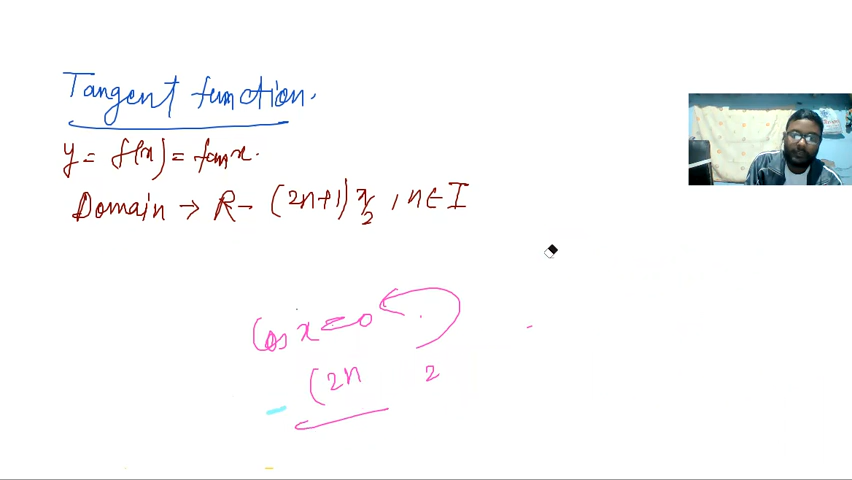 Tangent function.
y = f(x) = tan x.
Domain → R - (2n+1) π/2 , n ∈ I
Cos x = 0
(2n 2